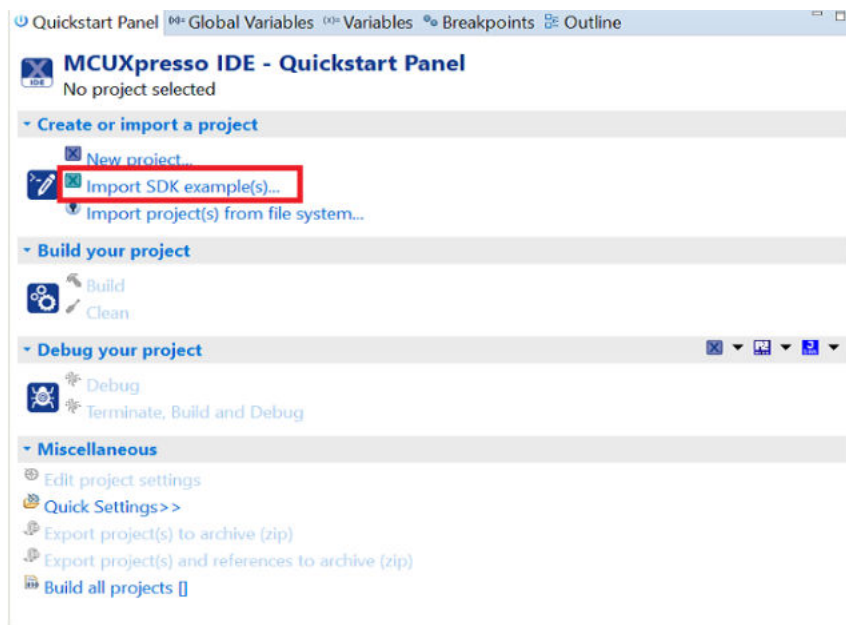 Quickstart Panel Global Variables Variables Breakpoints Outline
MCUXpresso IDE - Quickstart Panel
IDE
No project selected
Create or import a project
New project...
Import SDK example(s)...
Import project(s) from file system...
Build your project
Build
Clean
Debug your project
Debug
Terminate, Build and Debug
Miscellaneous
Edit project settings
Quick Settings>>
Export project(s) to archive (zip)
Export project(s) and references to archive (zip)
Build all projects []